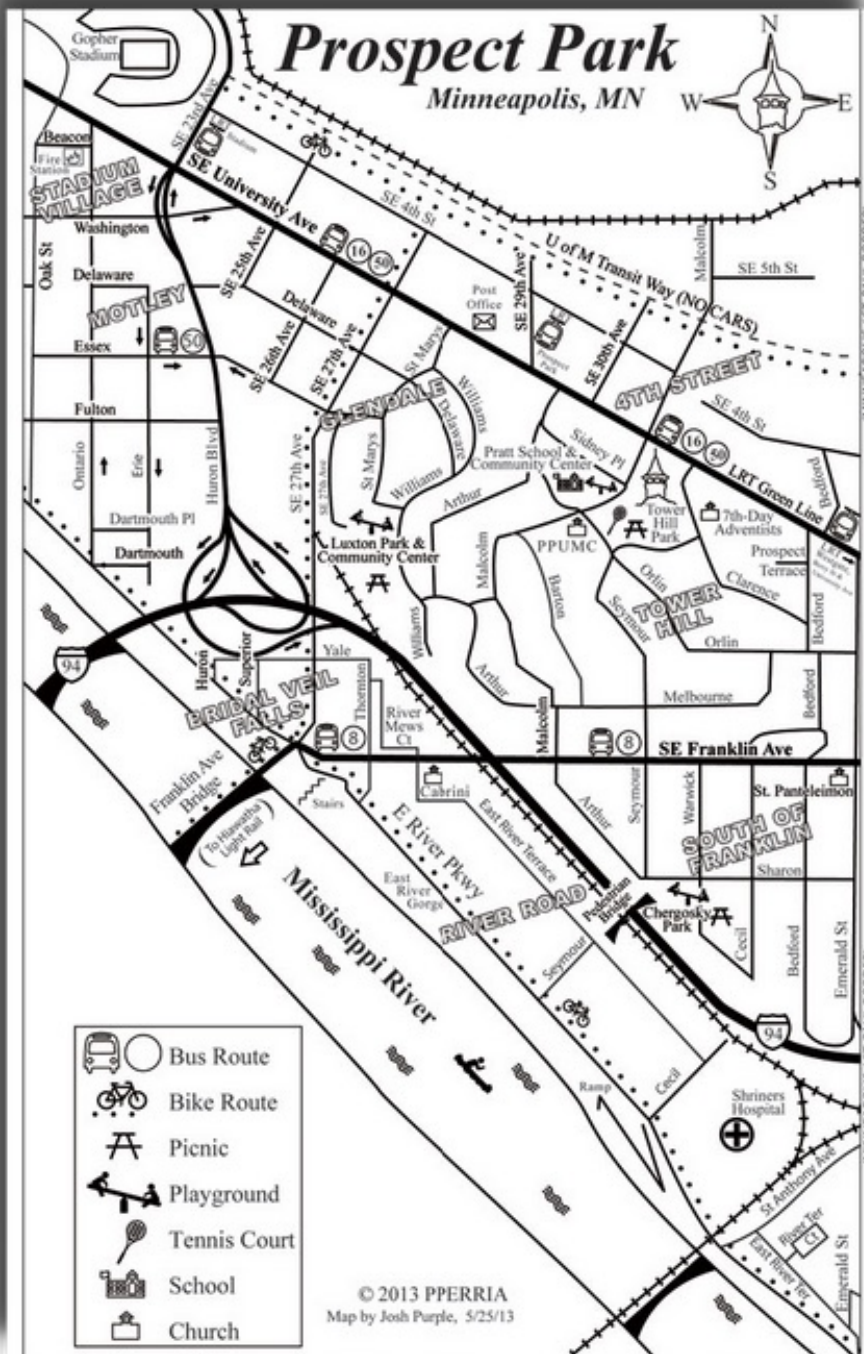 Prospect Park
Minneapolis, MN
N
W
E
S
Gopher
Stadium
SE 23rd Ave
LRT
Stadium
Beacon
Fire
Station
STADIUM
VILLAGE
SE University Ave
SE 4th St
Washington
Oak St
SE 25th Ave
16
50
U of M Transit Way (NO CARS)
Malcolm
SE 5th St
Delaware
MOTLEY
Delaware
Post
Office
SE 29th Ave
LRT
Prospect
Park
SE 30th Ave
50
Essex
SE 26th Ave
SE 27th Ave
St Marys
4TH STREET
SE 4th St
Fulton
GLENDALE
Williams
Delaware
16
50
LRT Green Line
Ontario
Erie
Huron Blvd
SE 27th Ave
SE 27th Ave
St Marys
Williams
Arthur
Sidney Pl
Pratt School &
Community Center
Tower
Hill
Park
7th-Day
Adventists
Bedford
Dartmouth Pl
Dartmouth
Luxton Park &
Community Center
Malcolm
PPUMC
Prospect
Terrace
Barton
Orlin
Clarence
Seymour
TOWER
HILL
Orlin
Bedford
94
Huron
Superior
Yale
Williams
Arthur
Melbourne
Bedford
BRIDAL VEIL
FALLS
Thornton
River
Mews
Ct
Malcolm
8
8
SE Franklin Ave
Franklin Ave
Bridge
Stairs
Cabrini
St. Panteleimon
To Hiawatha
Light Rail
E River Pkwy
East River Terrace
Arthur
Seymour
Warwick
SOUTH OF
FRANKLIN
Sharon
Mississippi River
East
River
Gorge
RIVER ROAD
Pedestrian
Bridge
Chergosky
Park
Cecil
Bedford
Emerald St
Seymour
94
Ramp
Cecil
Shriners
Hospital
St Anthony Ave
River Ter
Ct
East River Ter
Emerald St
Bus Route
Bike Route
Picnic
Playground
Tennis Court
School
Church
© 2013 PPERRIA
Map by Josh Purple, 5/25/13